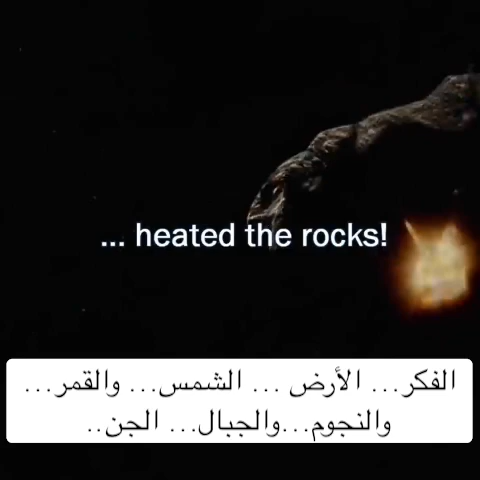 ... heated the rocks!
الفكر... الأرض ... الشمس... والقمر...
والنجوم...والجبال... الجن..